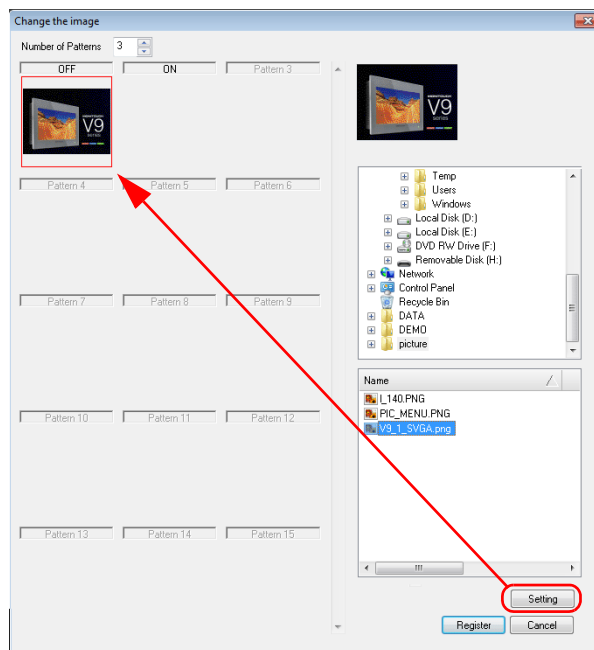 Change the image
Number of Patterns 3
OFF ON Pattern 3
V9
series
V9
series
Pattern 4 Pattern 5 Pattern 6
Temp
Users
Windows
Local Disk (D:)
Local Disk (E:)
DVD RW Drive (F:)
Removable Disk (H:)
Network
Control Panel
Recycle Bin
DATA
DEMO
picture
Pattern 7 Pattern 8 Pattern 9
Name
I_140.PNG
PIC_MENU.PNG
V9_1_SVGA.png
Pattern 10 Pattern 11 Pattern 12
Pattern 13 Pattern 14 Pattern 15
Setting
Register Cancel